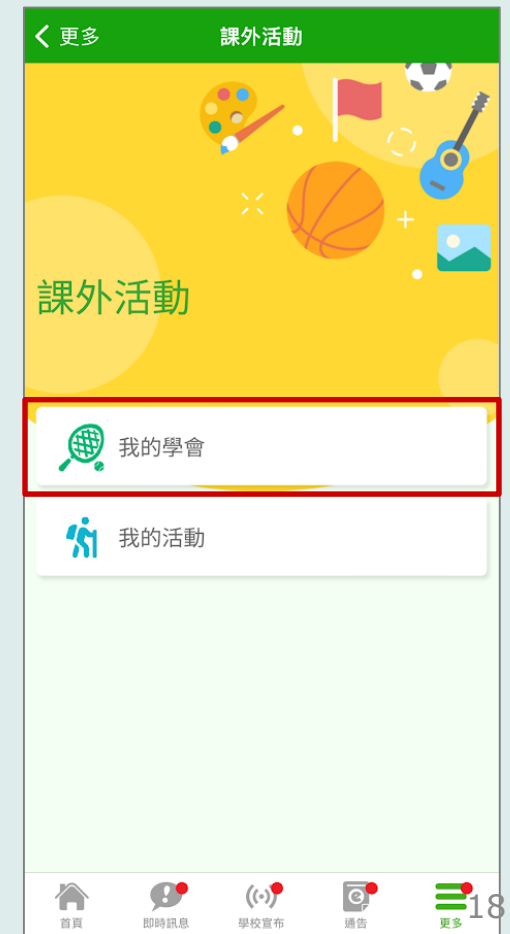 更多 課外活動
課外活動
我的學會
我的活動
首頁 即時訊息 學校宣布 通告 更多
18